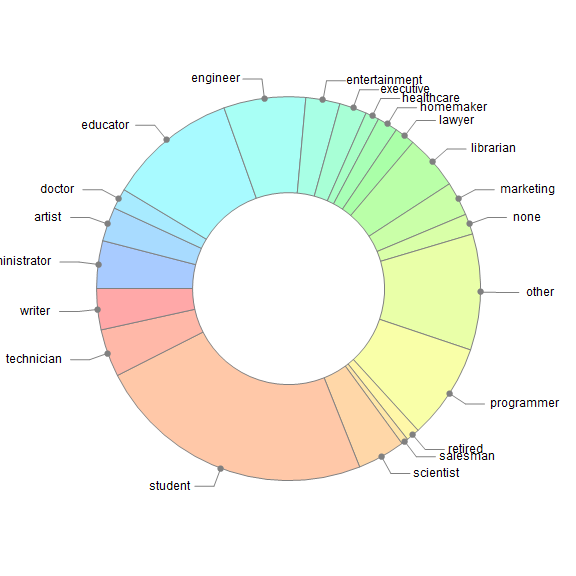 engineer
entertainment
executive
healthcare
homemaker
lawyer
educator
librarian
doctor
marketing
artist
none
ninistrator
other
writer
technician
programmer
retired
salesman
scientist
student